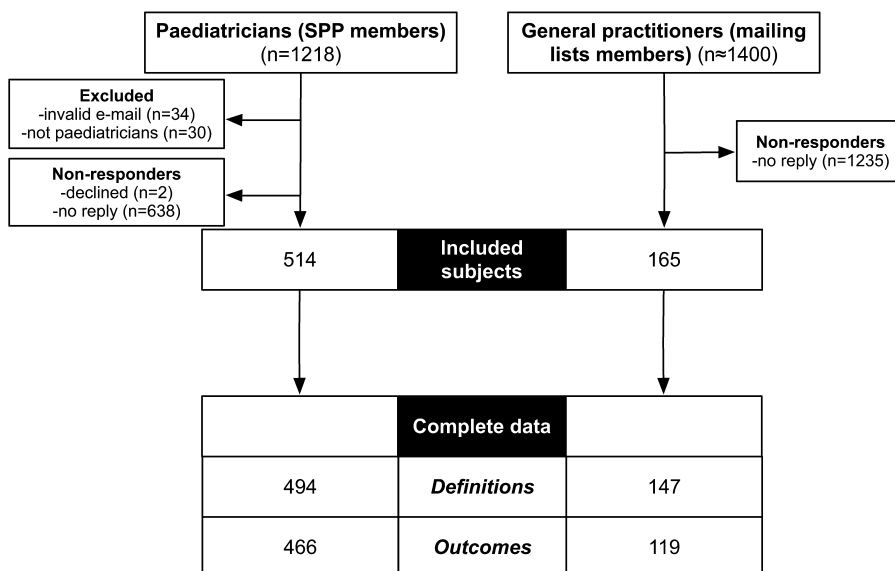 Paediatricians (SPP members)
(n=1218)
General practitioners (mailing
lists members) (n≈1400)
Excluded
-invalid e-mail (n=34)
-not paediatricians (n=30)
Non-responders
-no reply (n=1235)
Non-responders
-declined (n=2)
-no reply (n=638)
514
Included
subjects
165
Complete data
494
Definitions
147
466
Outcomes
119